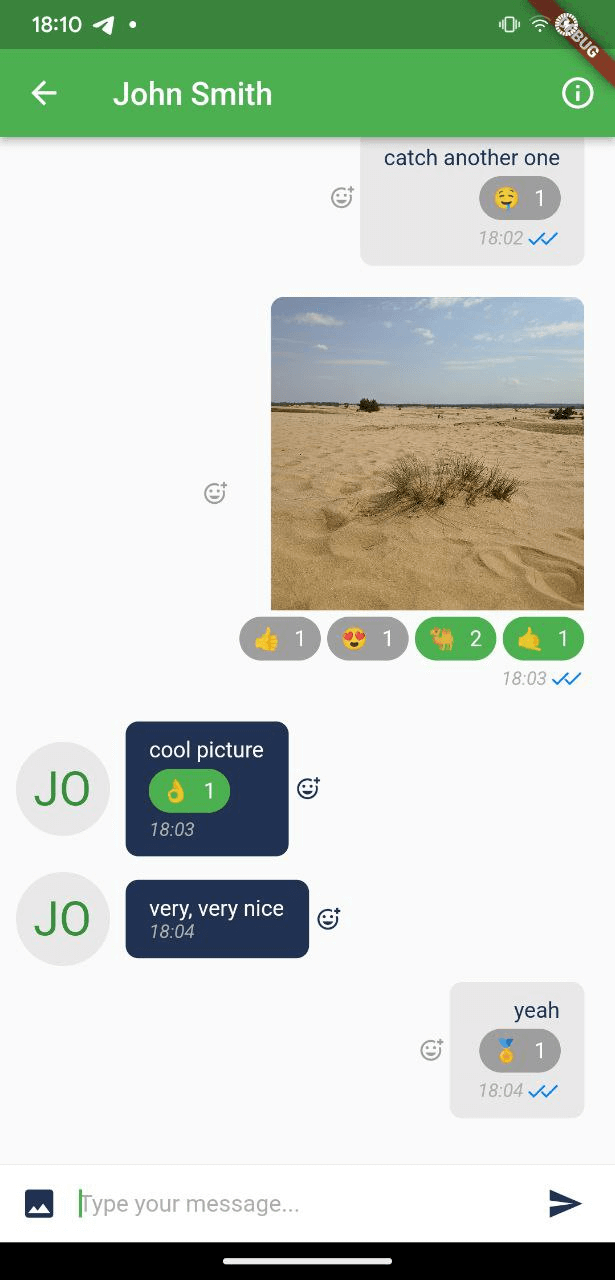 18:10
DEBUG
John Smith
catch another one
🤤 1
18:02
👍 1 😍 1 🐫 2 🤙 1
18:03
JO
cool picture
👌 1
18:03
JO
very, very nice
18:04
yeah
🏅 1
18:04
Type your message...